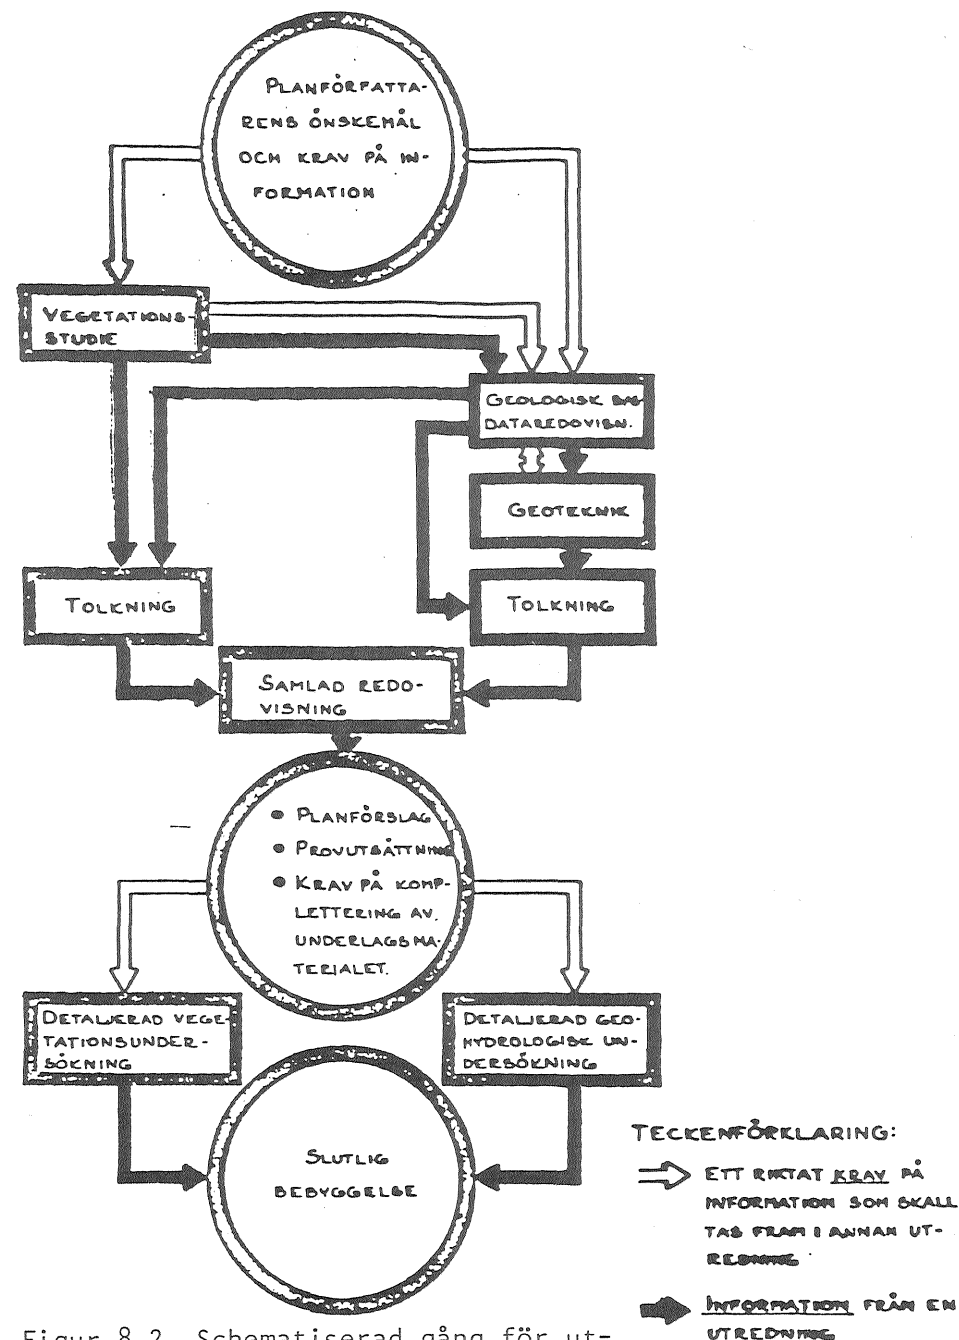 PLANFÖRFATTA-
RENS ÖNSKEMÅL
OCH KRAV PÅ IN-
FORMATION
VEGETATIONS-
STUDIE
GEOLOGISK
DATAREDOVISN.
GEOTEKNIK
TOLKNING
TOLKNING
SAMLAD REDO-
VISNING
• PLANFÖRSLAG
• PROVUTSÄTTNING
• KRAV PÅ KOMP-
LETTERING AV.
UNDERLAGSMA-
TERIALET.
DETALJERAD VEGE-
TATIONSUNDER-
SÖKNING
DETALJERAD GEO-
HYDROLOGISK UN-
DERSÖKNING
SLUTLIG
BEBYGGELSE
TECKENFÖRKLARING:
ETT RIKTAT KRAV PÅ
INFORMATION SOM SKALL
TAS FRAM I ANNAN UT-
REDNING
INFORMATION FRÅN EN
UTREDNING
Figur 8.2 Schematiserad gång för ut-